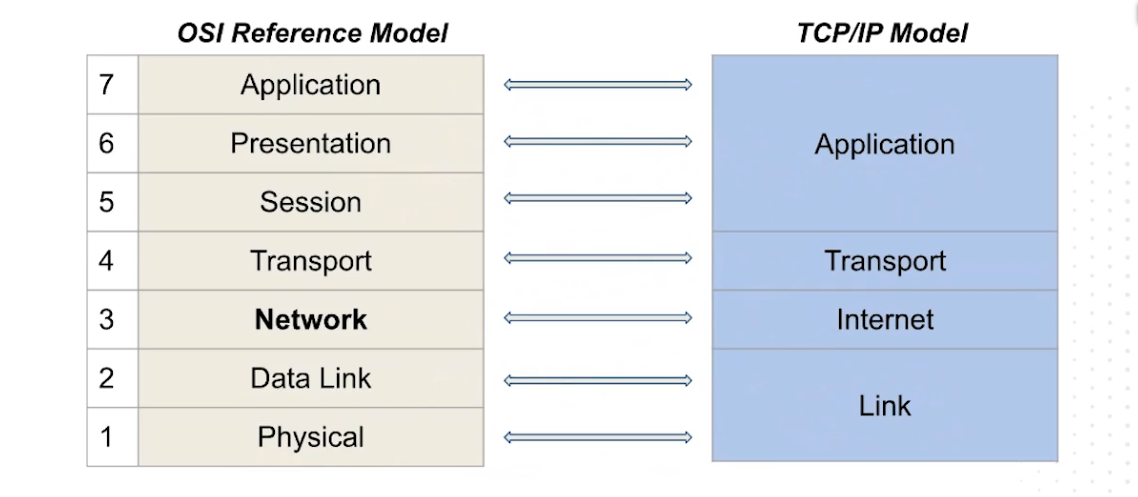 OSI Reference Model
TCP/IP Model
7 Application
6 Presentation
5 Session
Application
4 Transport
Transport
3 Network
Internet
2 Data Link
1 Physical
Link